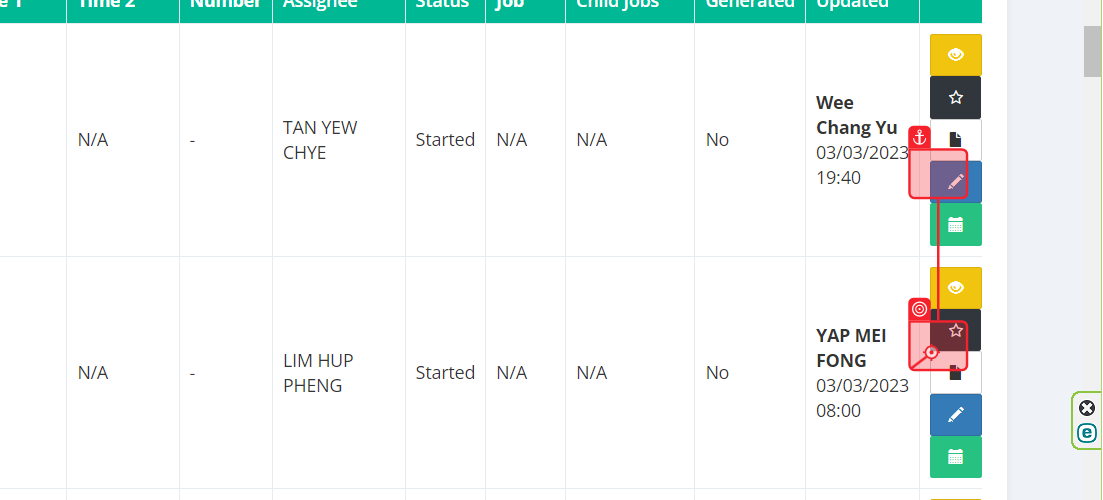 Time 2 Number Assignee Status Job Child Jobs Generated Updated
N/A - TAN YEW CHYE Started N/A N/A No Wee Chang Yu 03/03/2023 19:40
N/A - LIM HUP PHENG Started N/A N/A No YAP MEI FONG 03/03/2023 08:00
e